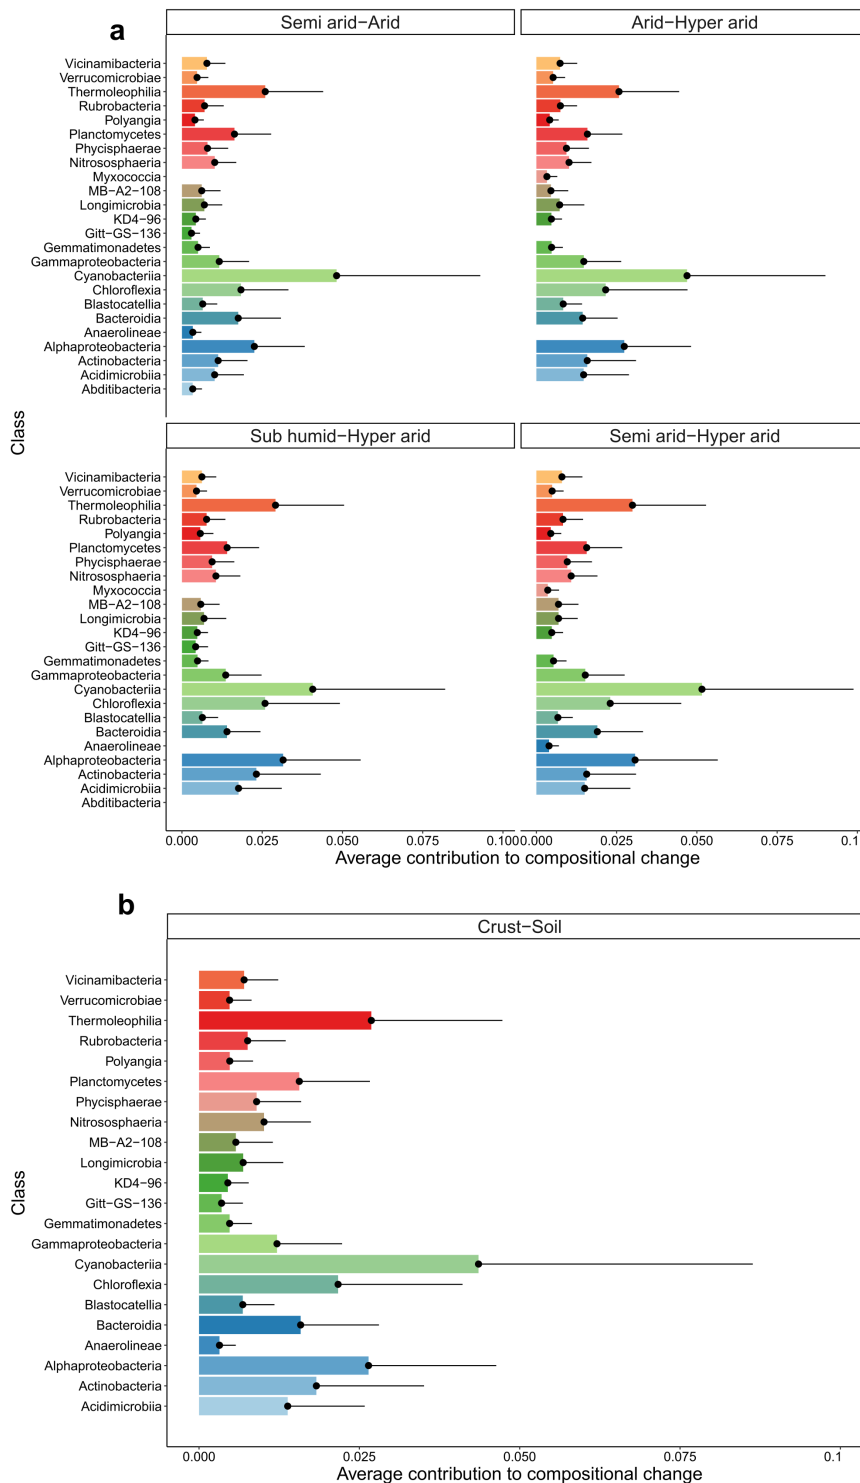 a
Semi arid−Arid
Arid−Hyper arid
Vicinamibacteria
Verrucomicrobiae
Thermoleophilia
Rubrobacteria
Polyangia
Planctomycetes
Phycisphaerae
Nitrososphaeria
Myxococcia
MB−A2−108
Longimicrobia
KD4−96
Gitt−GS−136
Gemmatimonadetes
Gammaproteobacteria
Cyanobacteriia
Chloroflexia
Blastocatellia
Bacteroidia
Anaerolineae
Alphaproteobacteria
Actinobacteria
Acidimicrobiia
Abditibacteria
Class
Sub humid−Hyper arid
Semi arid−Hyper arid
Vicinamibacteria
Verrucomicrobiae
Thermoleophilia
Rubrobacteria
Polyangia
Planctomycetes
Phycisphaerae
Nitrososphaeria
Myxococcia
MB−A2−108
Longimicrobia
KD4−96
Gitt−GS−136
Gemmatimonadetes
Gammaproteobacteria
Cyanobacteriia
Chloroflexia
Blastocatellia
Bacteroidia
Anaerolineae
Alphaproteobacteria
Actinobacteria
Acidimicrobiia
Abditibacteria
0.000 0.025 0.050 0.075 0.100 0.000 0.025 0.050 0.075 0.1
Average contribution to compositional change
b
Crust−Soil
Vicinamibacteria
Verrucomicrobiae
Thermoleophilia
Rubrobacteria
Polyangia
Planctomycetes
Phycisphaerae
Nitrososphaeria
MB−A2−108
Longimicrobia
KD4−96
Gitt−GS−136
Gemmatimonadetes
Gammaproteobacteria
Cyanobacteriia
Chloroflexia
Blastocatellia
Bacteroidia
Anaerolineae
Alphaproteobacteria
Actinobacteria
Acidimicrobiia
Class
0.000 0.025 0.050 0.075 0.1
Average contribution to compositional change